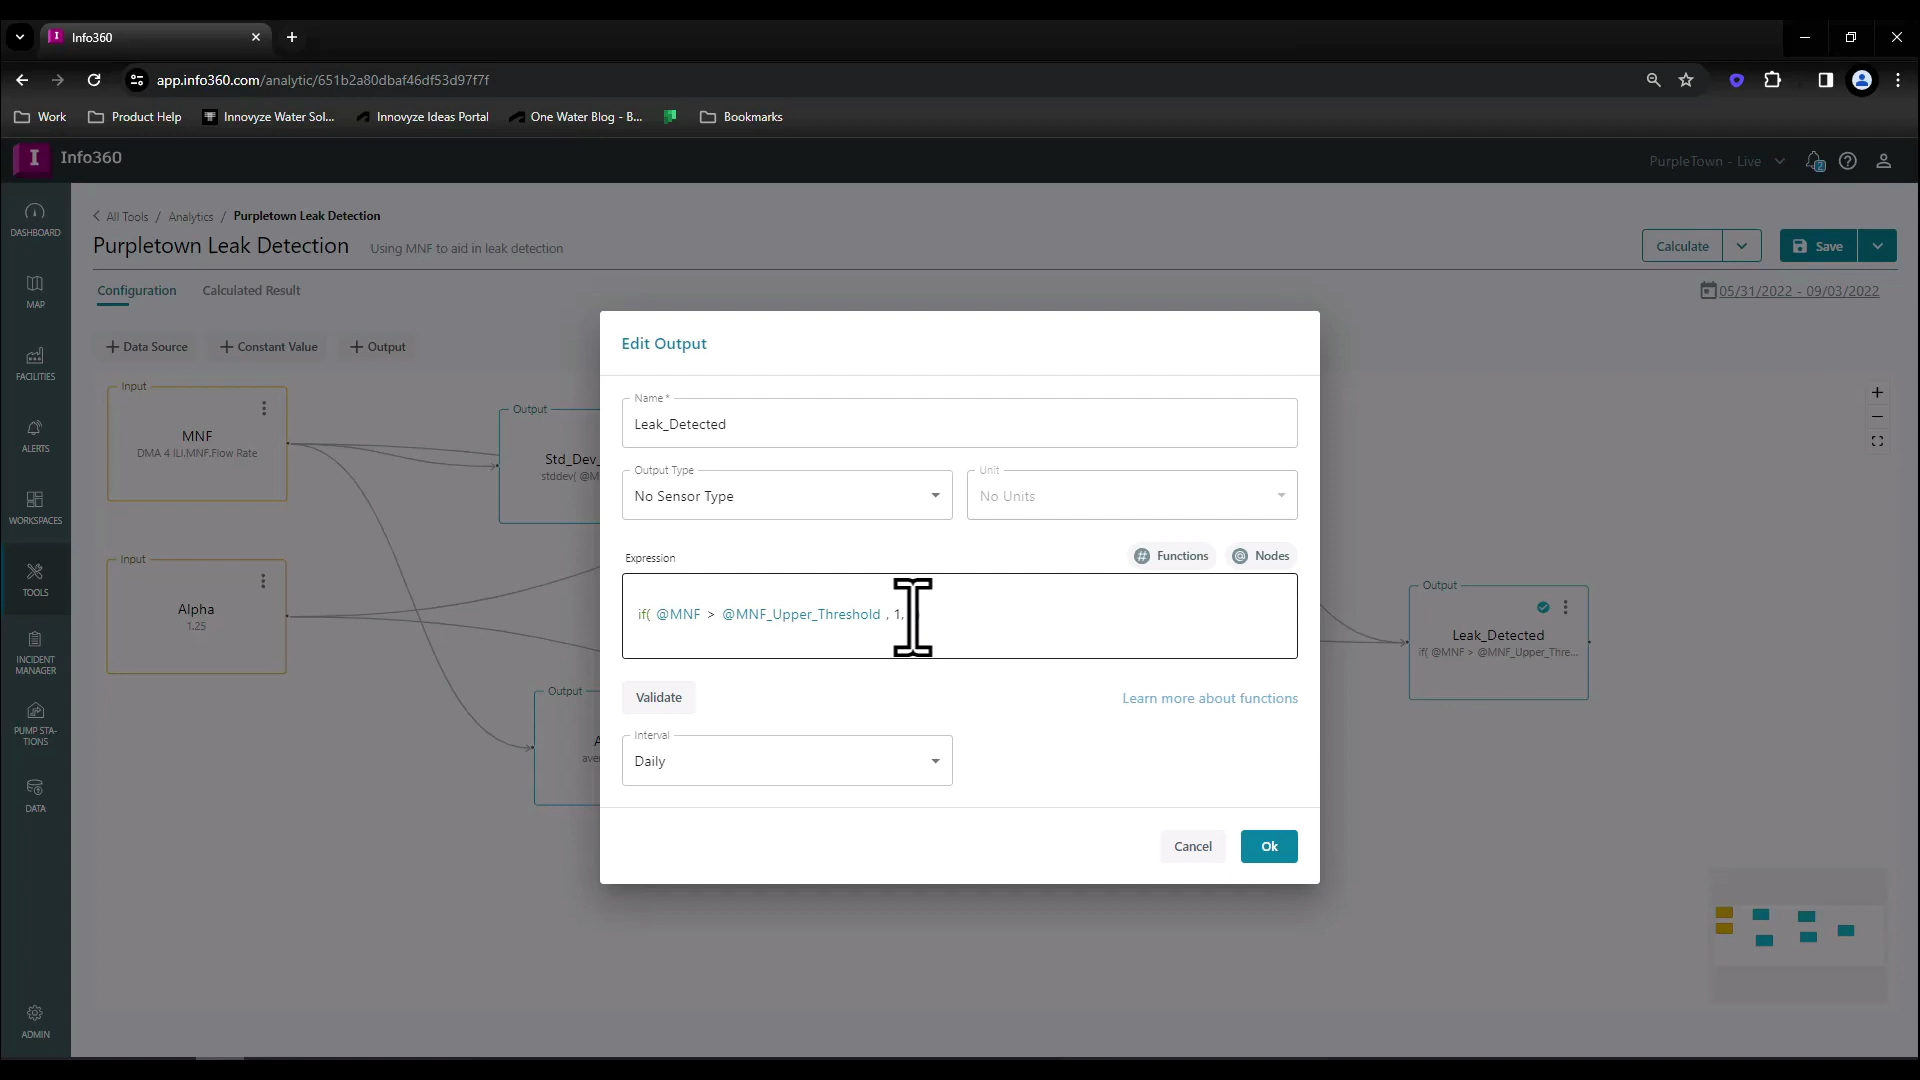 Info360
app.info360.com/analytic/651b2a80dbaf46df53d97f7f
Work
Product Help
Innovyze Water Sol...
Innovyze Ideas Portal
One Water Blog - B...
Bookmarks
I
Info360
PurpleTown - Live
2
DASHBOARD
MAP
FACILITIES
ALERTS
WORKSPACES
TOOLS
INCIDENT
MANAGER
PUMP STA-
TIONS
DATA
ADMIN
All Tools / Analytics / Purpletown Leak Detection
Purpletown Leak Detection Using MNF to aid in leak detection
Calculate
Save
Configuration
Calculated Result
05/31/2022 - 09/03/2022
+ Data Source
+ Constant Value
+ Output
Input
MNF
DMA 4 ILI.MNF.Flow Rate
Input
Alpha
1.25
Output
Std_Dev_
stddev( @M
Output
A
ave
Edit Output
Name*
Leak_Detected
Output Type
No Sensor Type
Unit
No Units
Expression
# Functions
@ Nodes
if( @MNF > @MNF_Upper_Threshold , 1,
Validate
Learn more about functions
Interval
Daily
Cancel
Ok
Output
Leak_Detected
if( @MNF > @MNF_Upper_Thre...